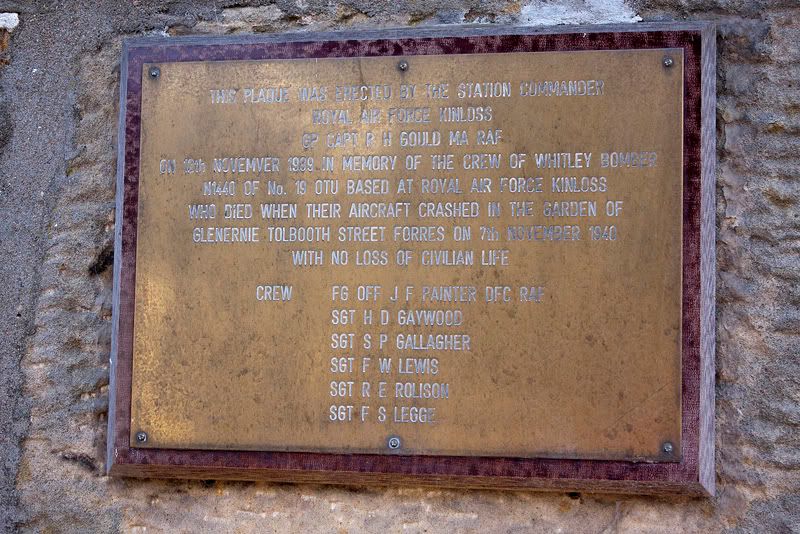 THIS PLAQUE WAS ERECTED BY THE STATION COMMANDER
ROYAL AIR FORCE KINLOSS
GP CAPT R H GOULD MA RAF
ON 12th NOVEMVER 1989 IN MEMORY OF THE CREW OF WHITLEY BOMBER
N1440 OF No. 19 OTU BASED AT ROYAL AIR FORCE KINLOSS
WHO DIED WHEN THEIR AIRCRAFT CRASHED IN THE GARDEN OF
GLENERNIE TOLBOOTH STREET FORRES ON 7th NOVEMBER 1940
WITH NO LOSS OF CIVILIAN LIFE
CREW FG OFF J F PAINTER DFC RAF
SGT H D GAYWOOD
SGT S P GALLAGHER
SGT F W LEWIS
SGT R E ROLISON
SGT F S LEGGE